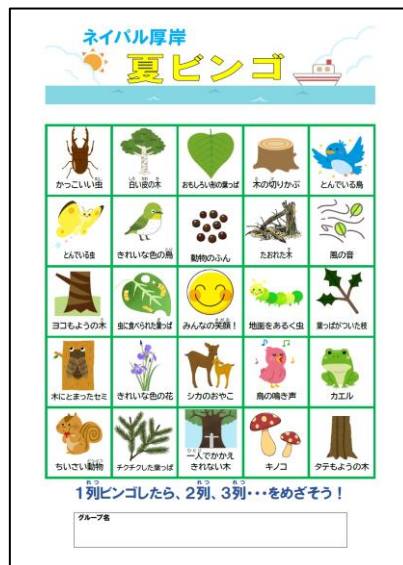 ネイパル厚岸
夏ビンゴ
かっこいい虫
白い皮の木
おもしろい形の葉っぱ
木の切りかぶ
とんでいる鳥
とんでいる虫
きれいな色の鳥
動物のふん
たおれた木
風の音
ヨコもようの木
虫に食べられた葉っぱ
みんなの笑顔！
地面をあるく虫
葉っぱがついた枝
木にとまったセミ
きれいな色の花
シカのおやこ
鳥の鳴き声
カエル
ちいさい動物
チクチクした葉っぱ
一人でかかえ
きれない木
キノコ
タテもようの木
1列ビンゴしたら、2列、3列・・・をめざそう！
グループ名